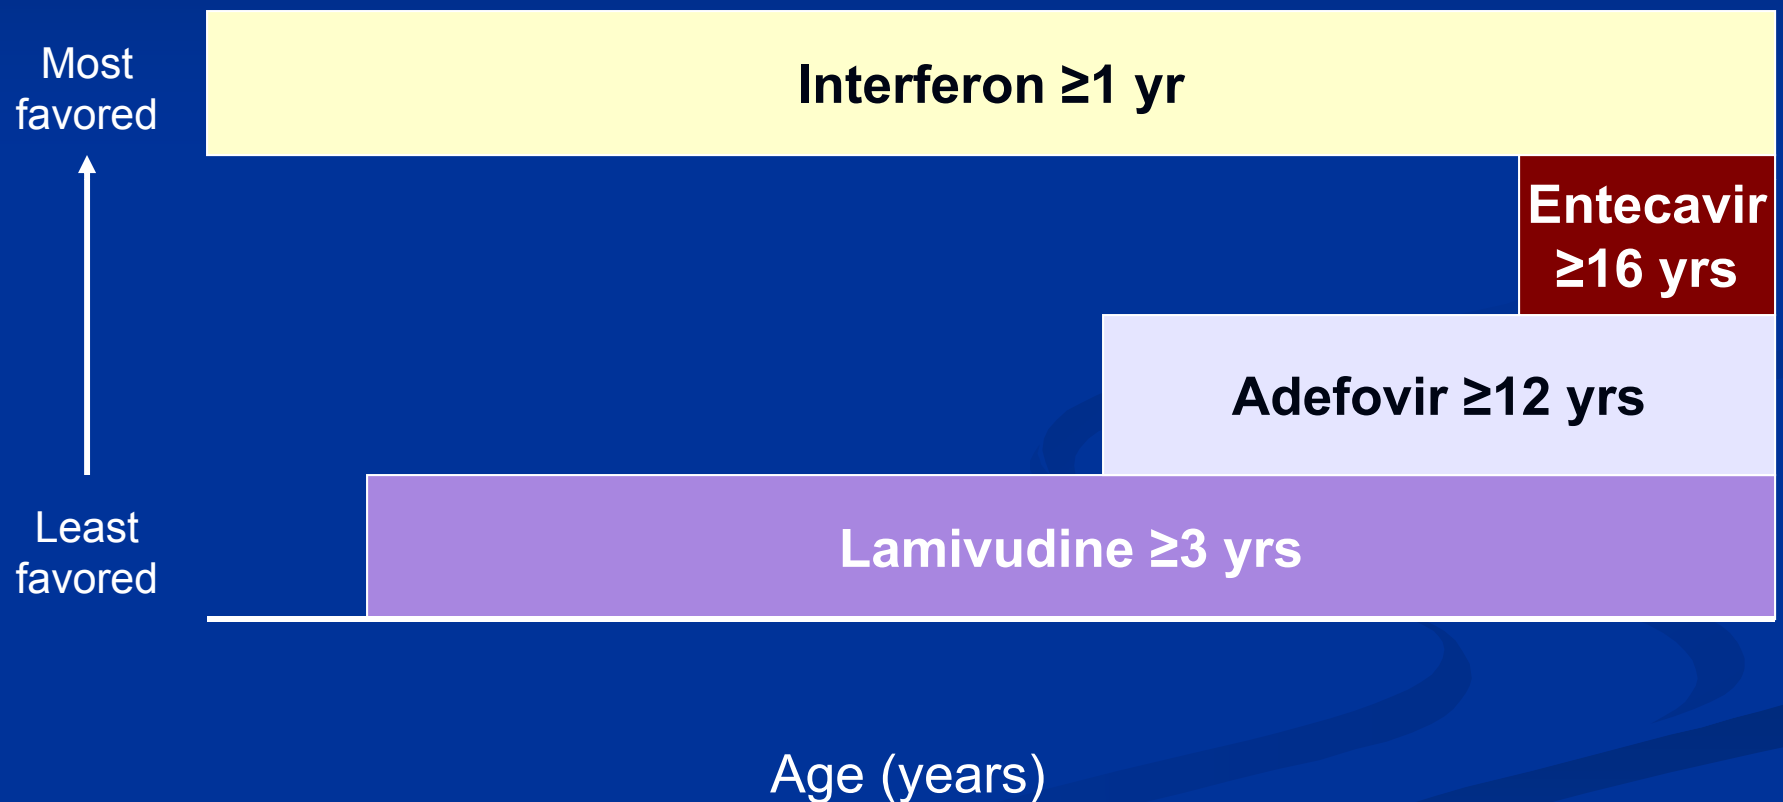 Most
favored
Interferon ≥1 yr
Entecavir
≥16 yrs
Adefovir ≥12 yrs
Least
favored
Lamivudine ≥3 yrs
Age (years)